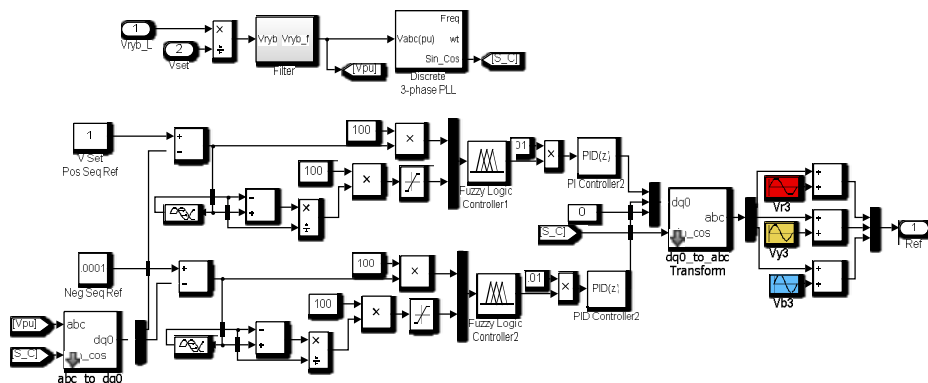 1
Vryb_L
2
Vset
×
÷
Vryb Vryb_f
Filter
[Vpu]
Vabc(pu)
Freq
wt
Sin_Cos
Discrete
3-phase PLL
[S_C]
1
V Set
Pos Seq Ref
+
-
100
×
100
×
-
+
×
÷
Fuzzy Logic
Controller1
.01
×
PID(z)
PI Controller2
0
[S_C]
dq0
abc
_cos
dq0_to_abc
Transform
Vr3
Vy3
Vb3
+
+
+
+
+
+
1
Ref
.0001
Neg Seq Ref
+
-
100
×
100
×
-
+
×
÷
Fuzzy Logic
Controller2
.01
×
PID(z)
PID Controller2
[Vpu]
[S_C]
abc
dq0
_cos
abc_to_dq0